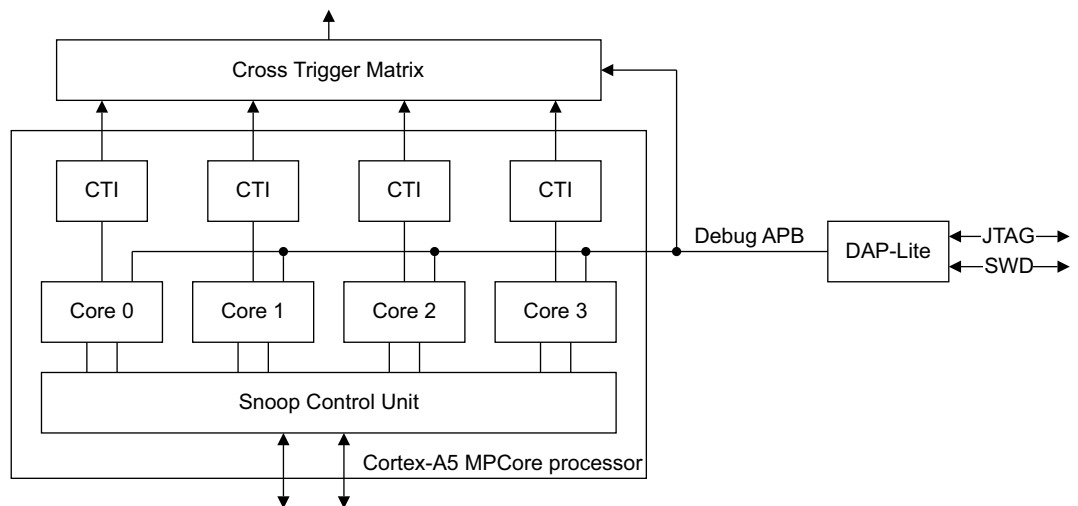 Cross Trigger Matrix
CTI
CTI
CTI
CTI
Debug APB
DAP-Lite
JTAG
SWD
Core 0
Core 1
Core 2
Core 3
Snoop Control Unit
Cortex-A5 MPCore processor